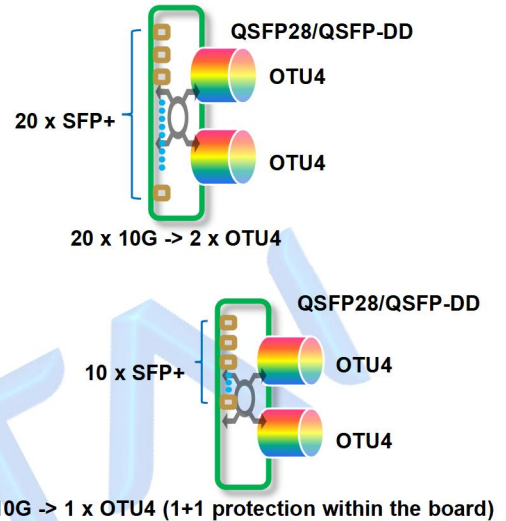 QSFP28/QSFP-DD
OTU4
20 x SFP+
OTU4
20 x 10G -> 2 x OTU4
QSFP28/QSFP-DD
OTU4
10 x SFP+
OTU4
10G -> 1 x OTU4 (1+1 protection within the board)